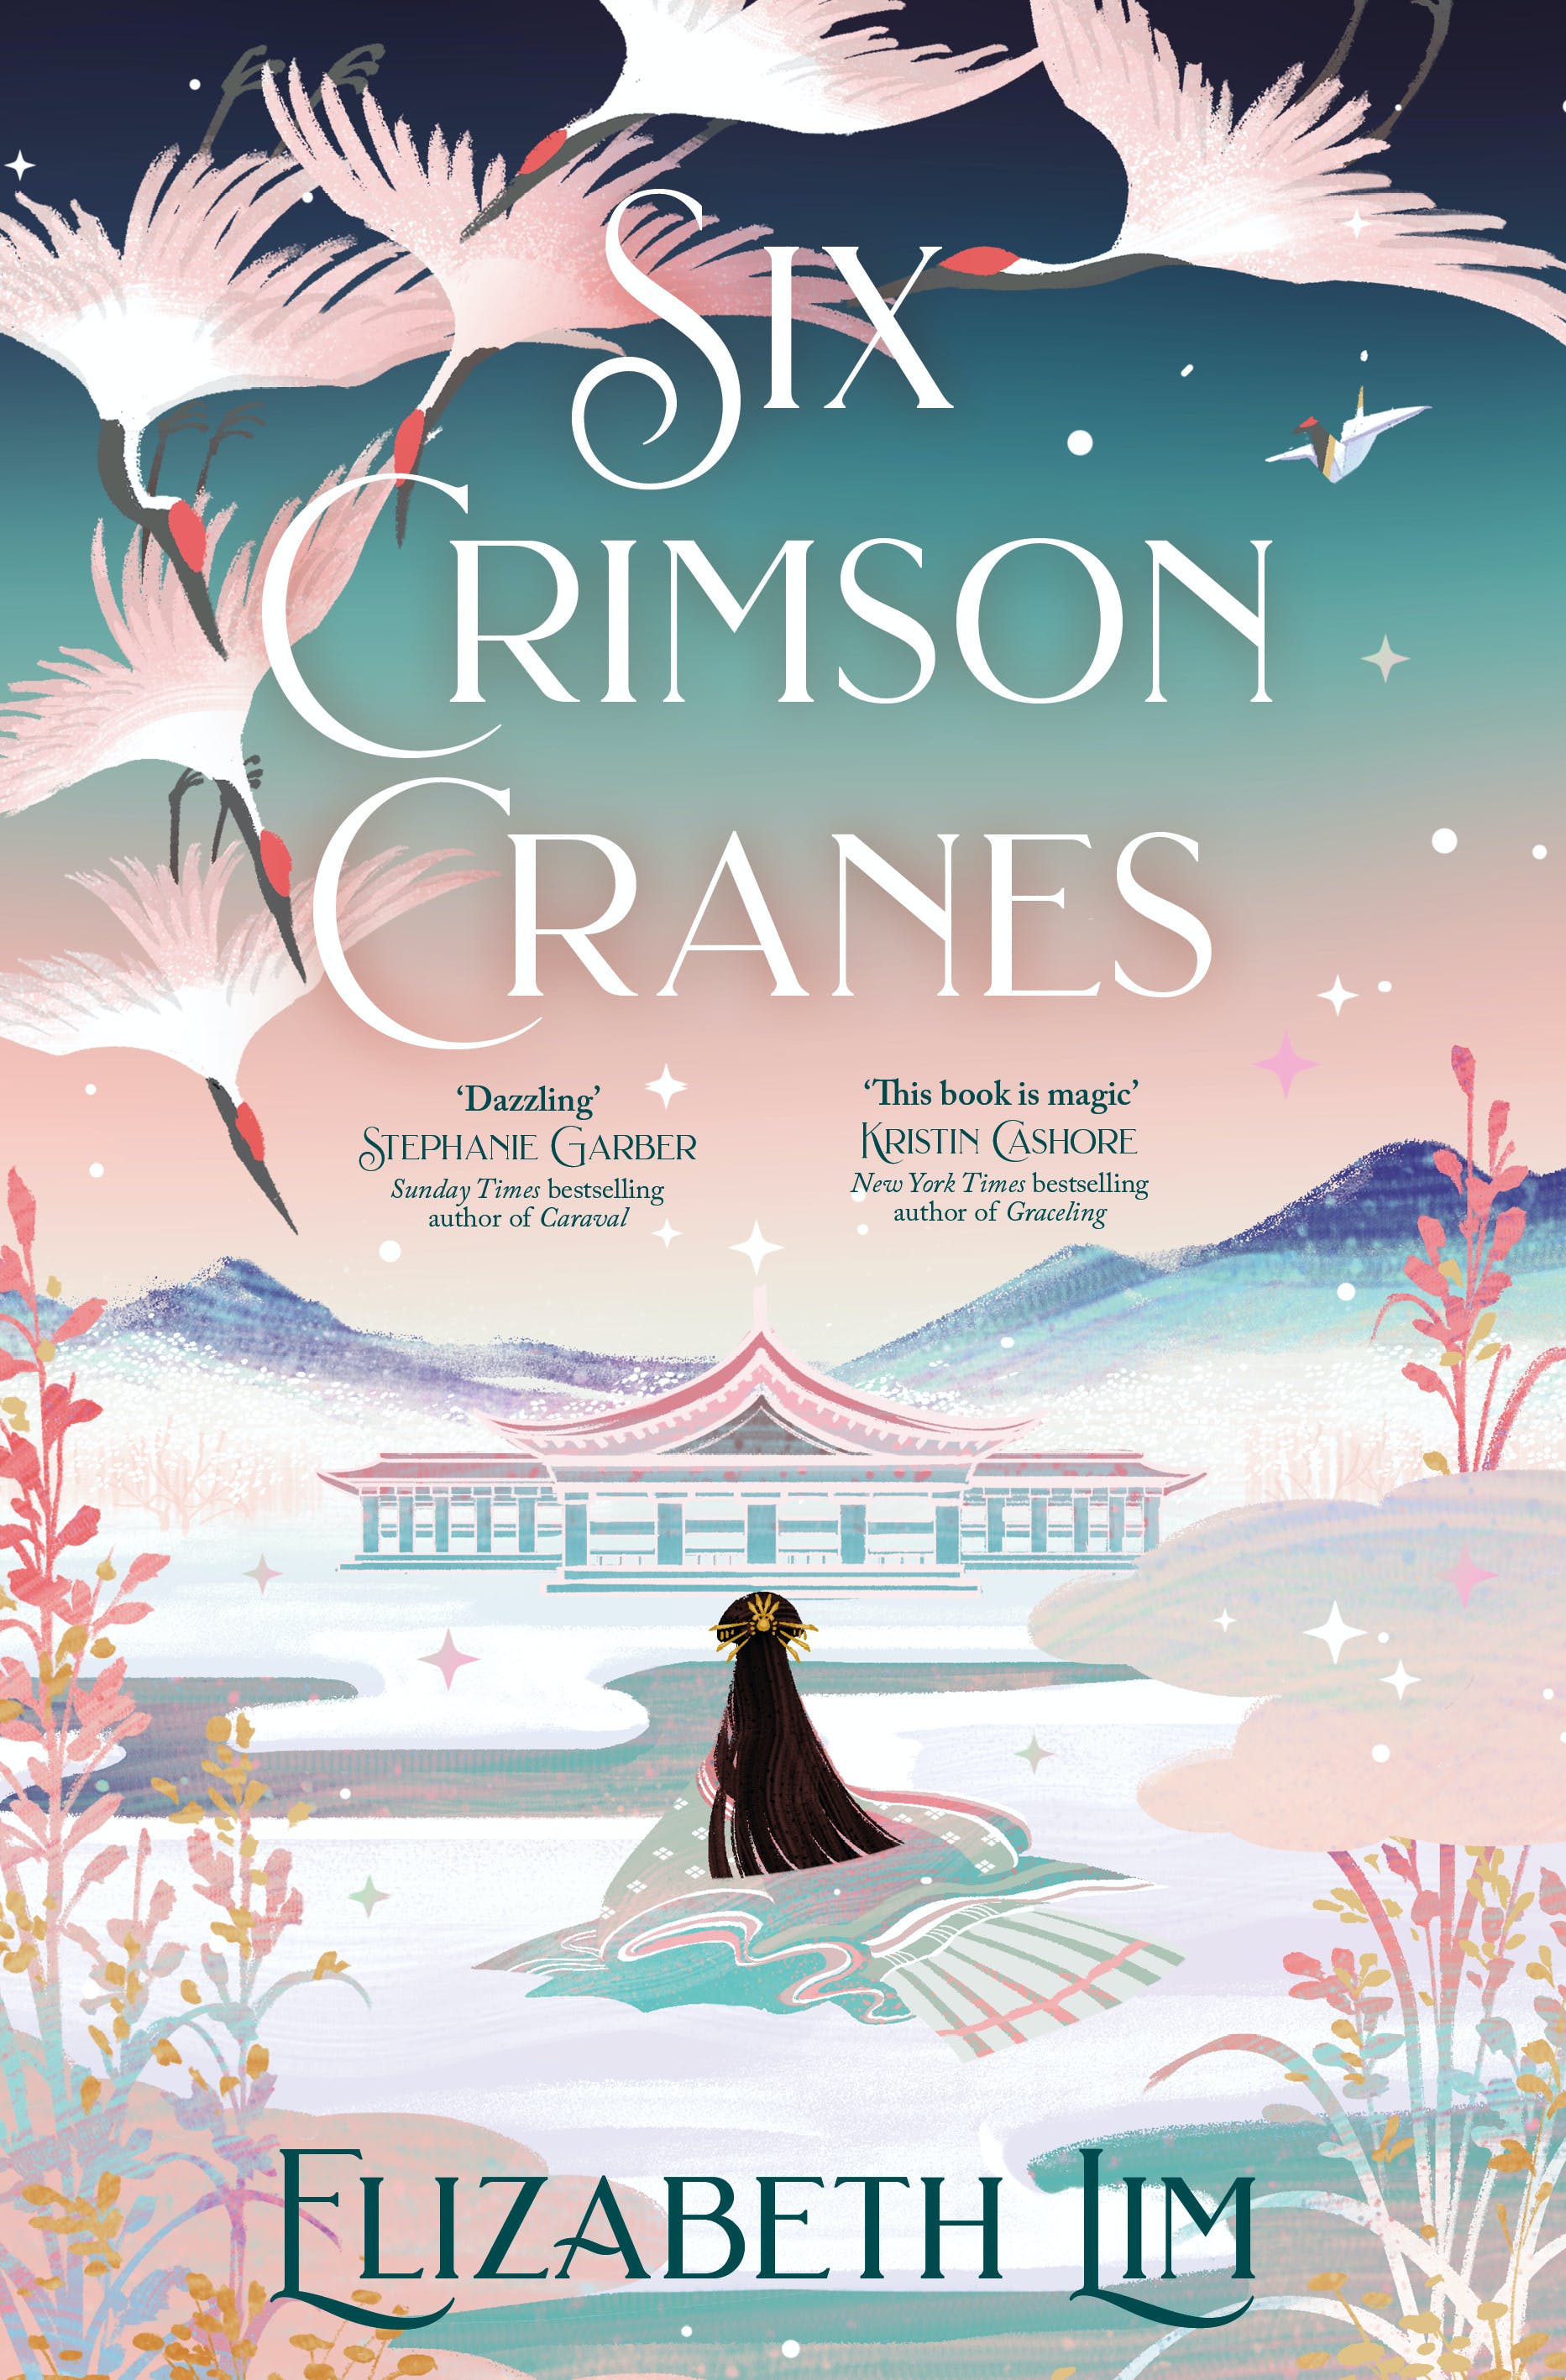 SIX
CRIMSON
CRANES
‘Dazzling’
STEPHANIE GARBER
Sunday Times bestselling
author of Caraval
‘This book is magic’
KRISTIN CASHORE
New York Times bestselling
author of Graceling
ELIZABETH LIM